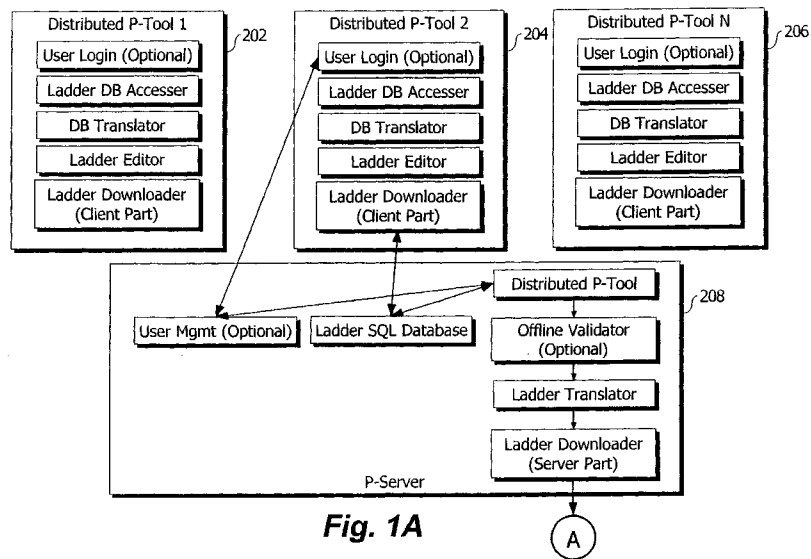 Distributed P-Tool 1
User Login (Optional)
Ladder DB Accesser
DB Translator
Ladder Editor
Ladder Downloader
(Client Part)
202
Distributed P-Tool 2
User Login (Optional)
Ladder DB Accesser
DB Translator
Ladder Editor
Ladder Downloader
(Client Part)
204
Distributed P-Tool N
User Login (Optional)
Ladder DB Accesser
DB Translator
Ladder Editor
Ladder Downloader
(Client Part)
206
Distributed P-Tool
208
User Mgmt (Optional)
Ladder SQL Database
Offline Validator
(Optional)
Ladder Translator
Ladder Downloader
(Server Part)
P-Server
Fig. 1A
A